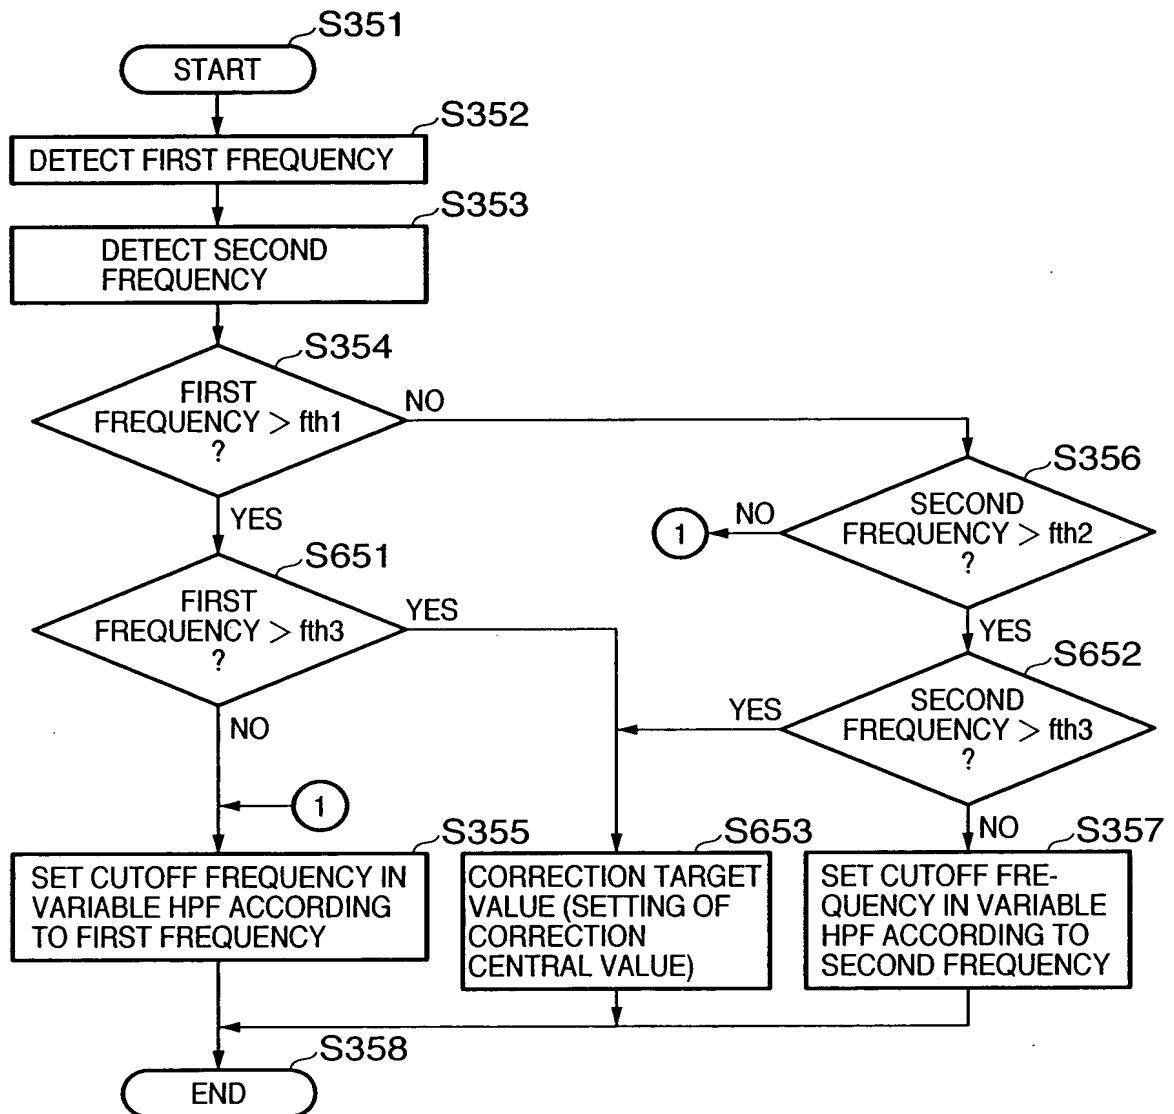 S351
START
S352
DETECT FIRST FREQUENCY
S353
DETECT SECOND
FREQUENCY
S354
FIRST
FREQUENCY > fth1
?
NO
YES
S356
SECOND
FREQUENCY > fth2
?
NO
1
YES
S651
FIRST
FREQUENCY > fth3
?
YES
NO
S652
SECOND
FREQUENCY > fth3
?
YES
NO
1
S355
SET CUTOFF FREQUENCY IN
VARIABLE HPF ACCORDING
TO FIRST FREQUENCY
S653
CORRECTION TARGET
VALUE (SETTING OF
CORRECTION
CENTRAL VALUE)
S357
SET CUTOFF FRE-
QUENCY IN VARIABLE
HPF ACCORDING TO
SECOND FREQUENCY
S358
END